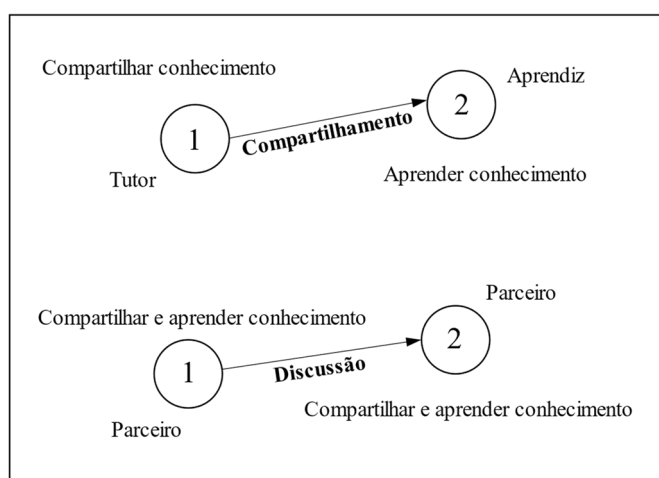 Compartilhar conhecimento
Aprendiz
1
2
Compartilhamento
Tutor
Aprender conhecimento
Parceiro
Compartilhar e aprender conhecimento
1
2
Discussão
Parceiro
Compartilhar e aprender conhecimento